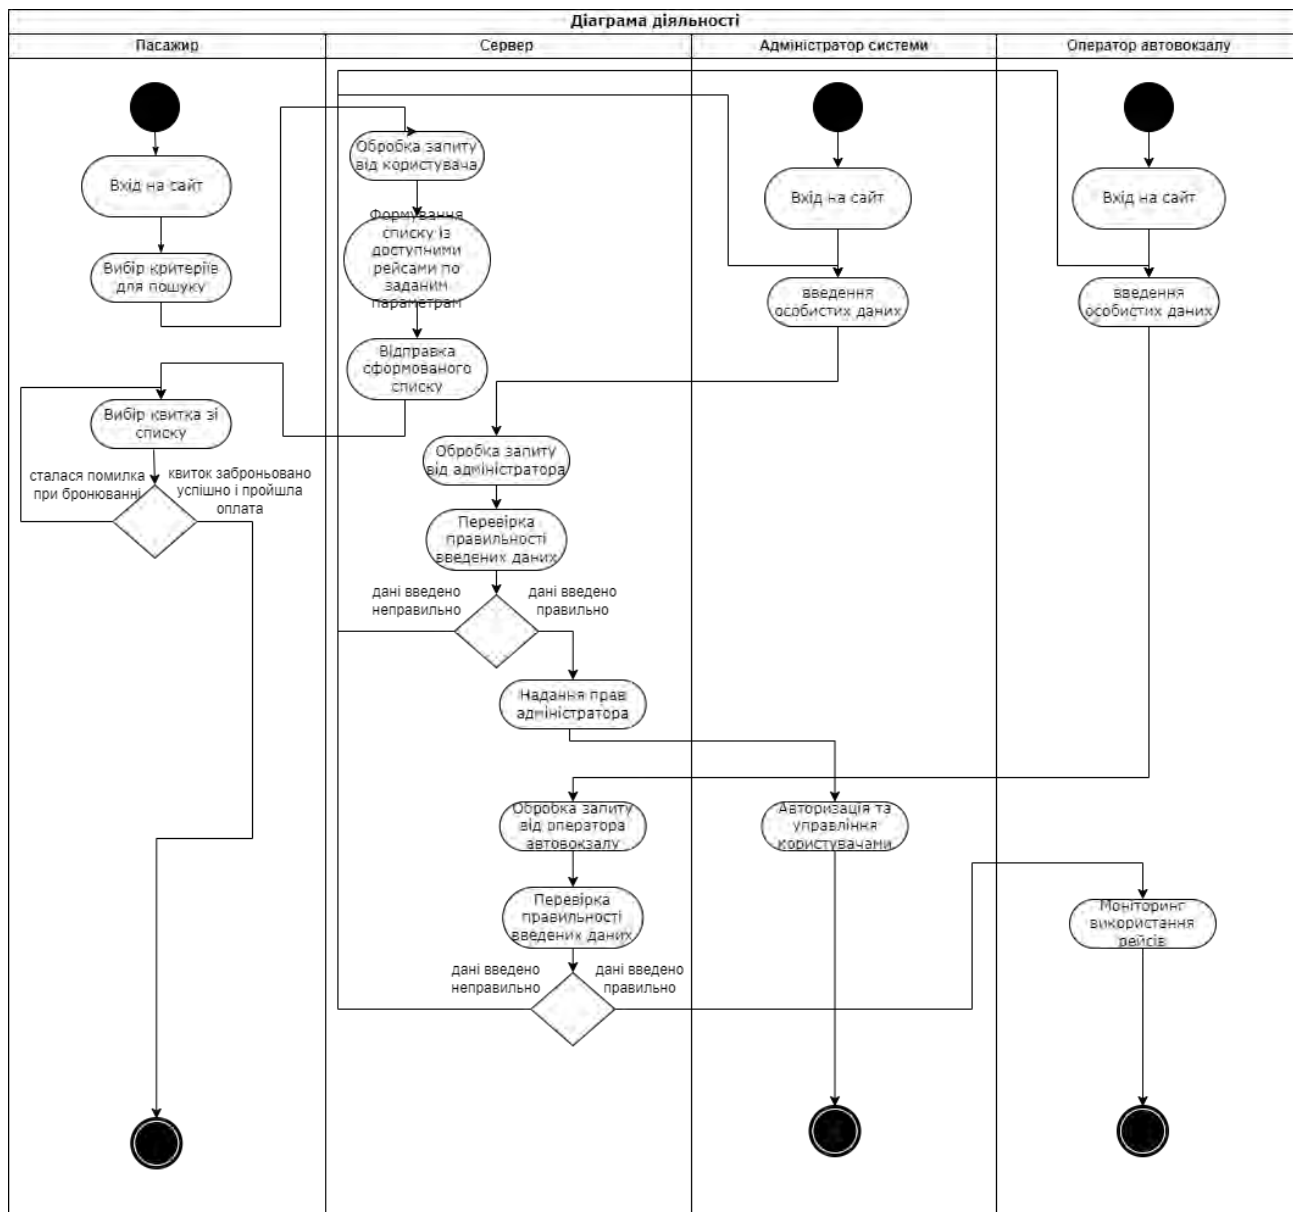 Діаграма діяльності
Пасажир
Сервер
Адміністратор системи
Оператор автовокзалу
Вхід на сайт
Вибір критеріїв
для пошуку
Вибір квитка зі
списку
сталася помилка
при бронюванні
квиток заброньовано
успішно і пройшла
оплата
Обробка запиту
від користувача
Формування
списку із
доступними
рейсами по
заданим
параметрам
Відправка
сформованого
списку
Обробка запиту
від адміністратора
Перевірка
правильності
введених даних
дані введено
неправильно
дані введено
правильно
Надання прав
адміністратора
Обробка запиту
від оператора
автовокзалу
Перевірка
правильності
введених даних
дані введено
неправильно
дані введено
правильно
Вхід на сайт
введення
особистих даних
Авторизація та
управління
користувачами
Вхід на сайт
введення
особистих даних
Моніторинг
використання
рейсів